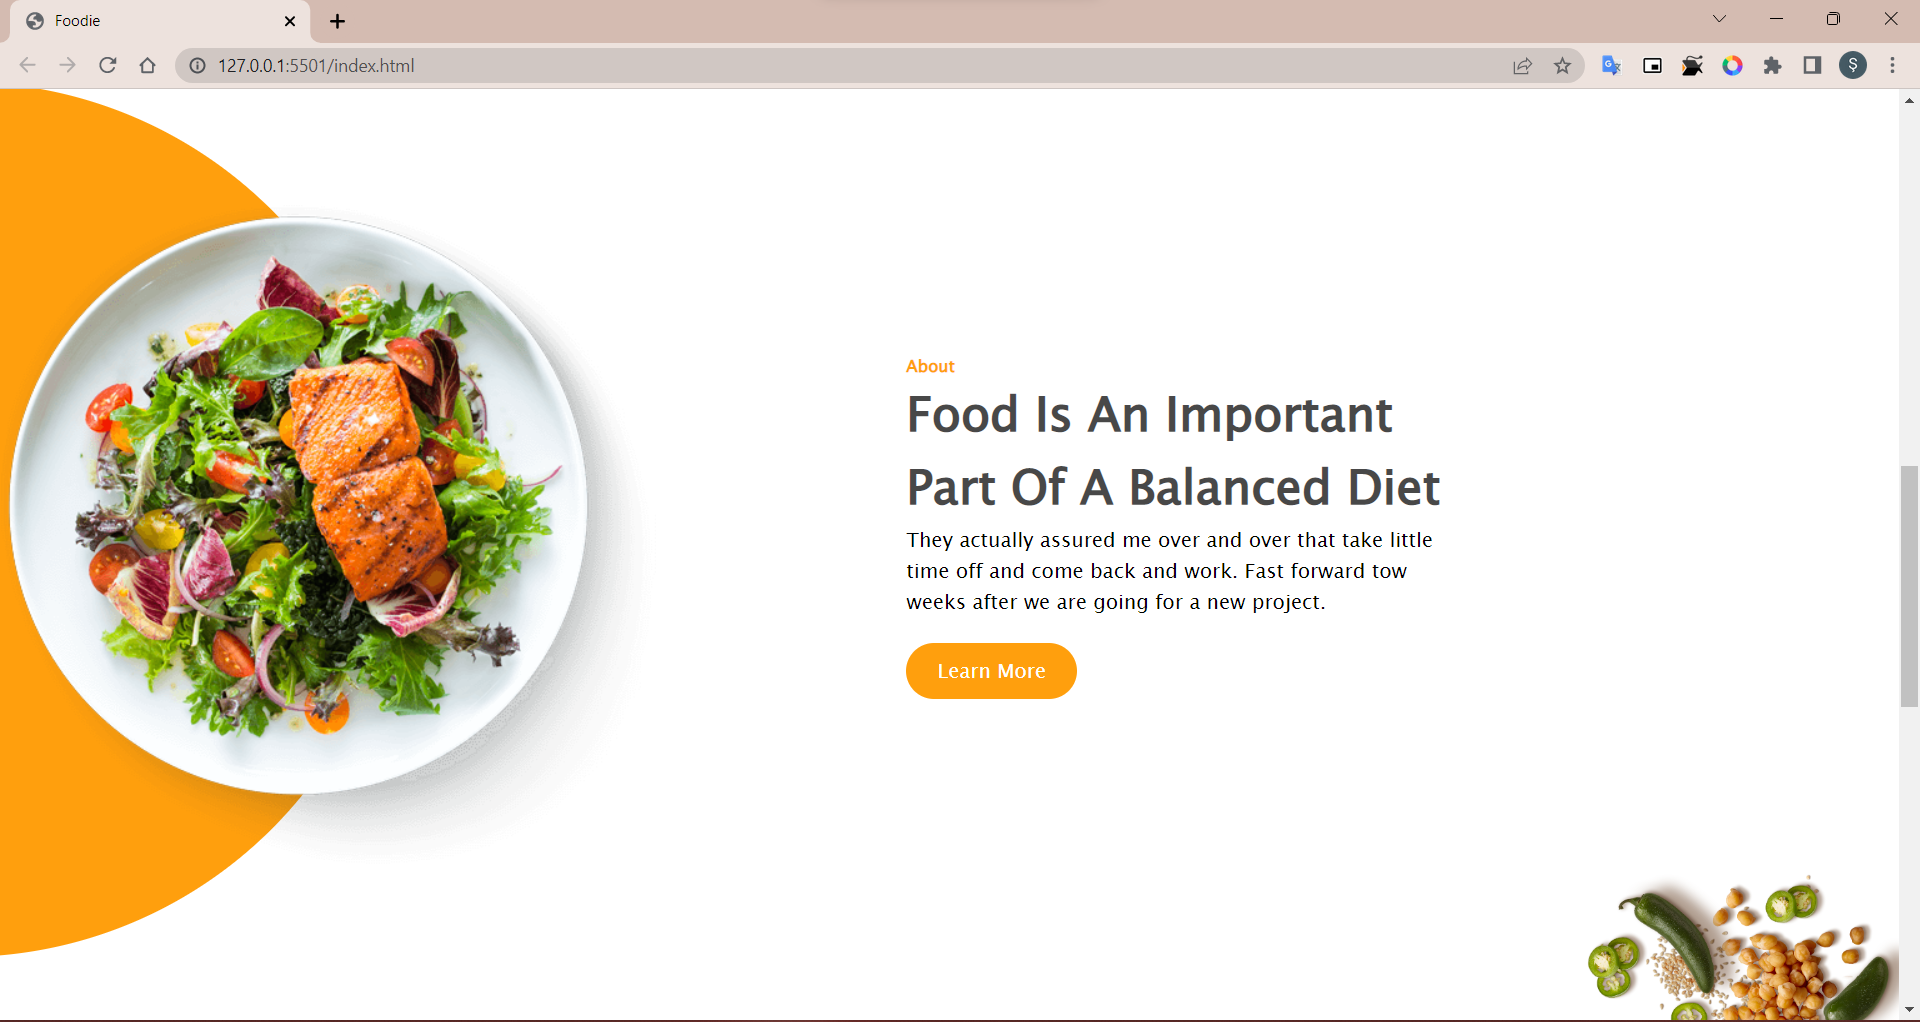 Foodie
127.0.0.1:5501/index.html
S
About
Food Is An Important
Part Of A Balanced Diet
They actually assured me over and over that take little
time off and come back and work. Fast forward tow
weeks after we are going for a new project.
Learn More